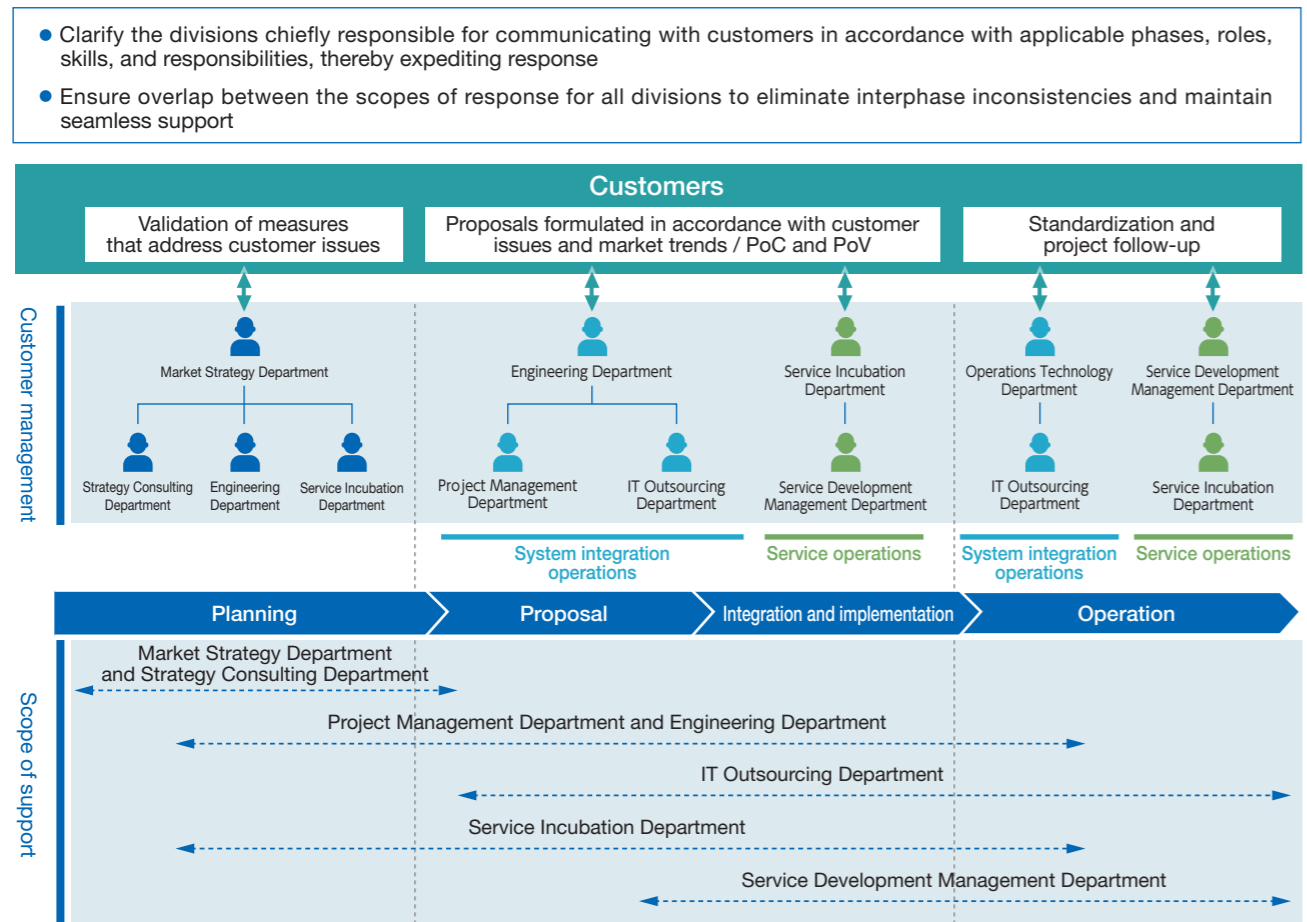 ● Clarify the divisions chiefly responsible for communicating with customers in accordance with applicable phases, roles,
skills, and responsibilities, thereby expediting response
● Ensure overlap between the scopes of response for all divisions to eliminate interphase inconsistencies and maintain
seamless support
Customers
Validation of measures
that address customer issues
Proposals formulated in accordance with customer
issues and market trends / PoC and PoV
Standardization and
project follow-up
Customer management
Market Strategy Department
Strategy Consulting
Department
Engineering
Department
Service Incubation
Department
Engineering Department
Project Management
Department
IT Outsourcing
Department
Service Incubation
Department
Service Development
Management Department
Operations Technology
Department
IT Outsourcing
Department
Service Development
Management Department
Service Incubation
Department
System integration
operations
Service operations
System integration
operations
Service operations
Planning
Proposal
Integration and implementation
Operation
Scope of support
Market Strategy Department
and Strategy Consulting Department
Project Management Department and Engineering Department
IT Outsourcing Department
Service Incubation Department
Service Development Management Department